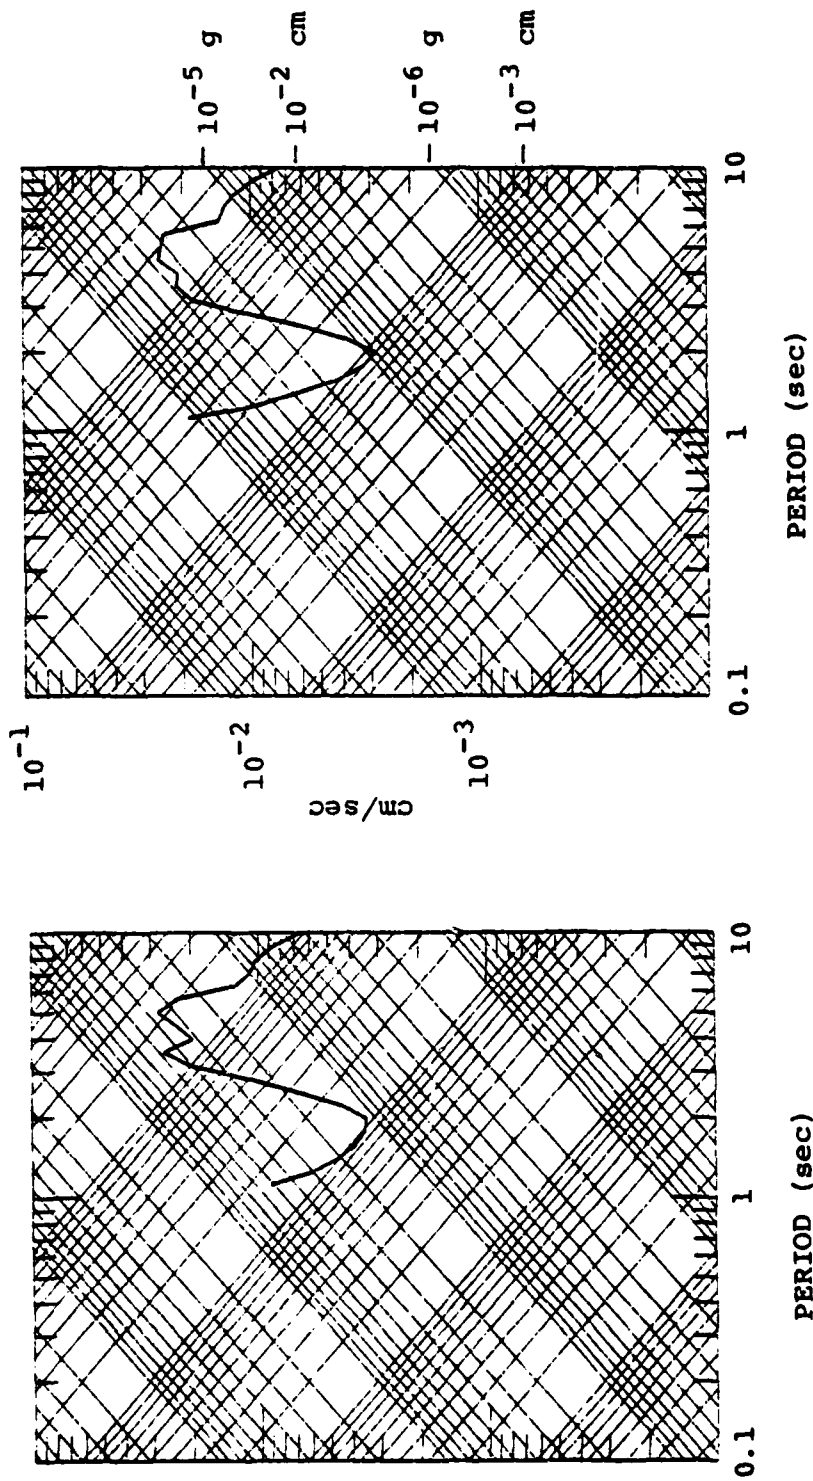 0.1 1 10
PERIOD (sec)
cm/sec
10-1
10-2
10-3
0.1 1 10
PERIOD (sec)
10-5 g
10-2 cm
10-6 g
10-3 cm